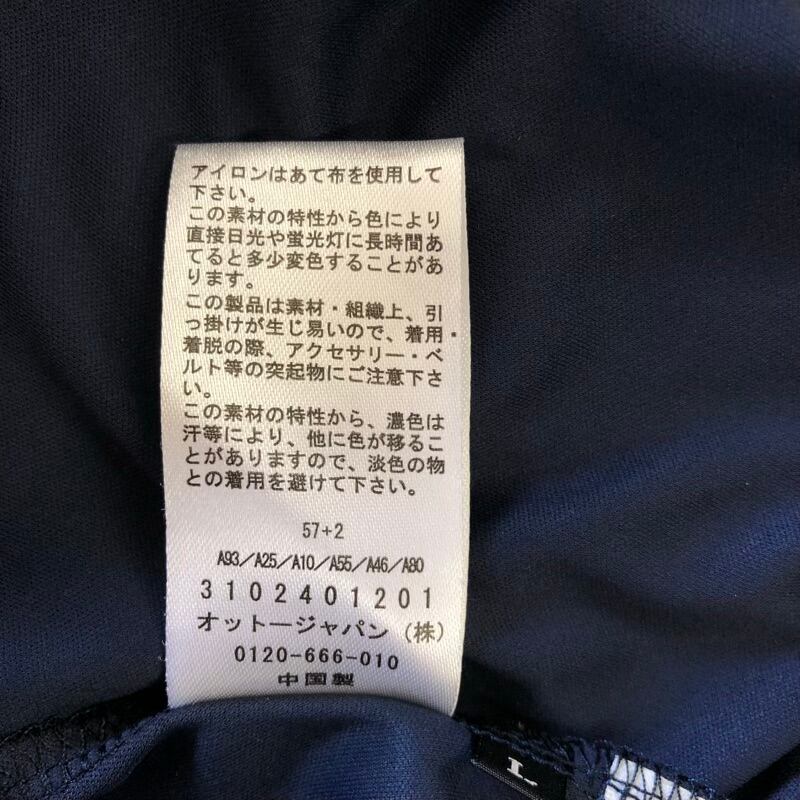 アイロンはあて布を使用して
下さい。
この素材の特性から色により
直接日光や蛍光灯に長時間あ
てると多少変色することがあ
ります。
この製品は素材・組織上、引
っ掛けが生じ易いので、着用・
着脱の際、アクセサリー・ベ
ルト等の突起物にご注意下さ
い。
この素材の特性から、濃色は
汗等により、他に色が移るこ
とがありますので、淡色の物
との着用を避けて下さい。
57+2
A93/A25/A10/A55/A46/A80
3102401201
オットージャパン(株)
0120-666-010
中国製
L